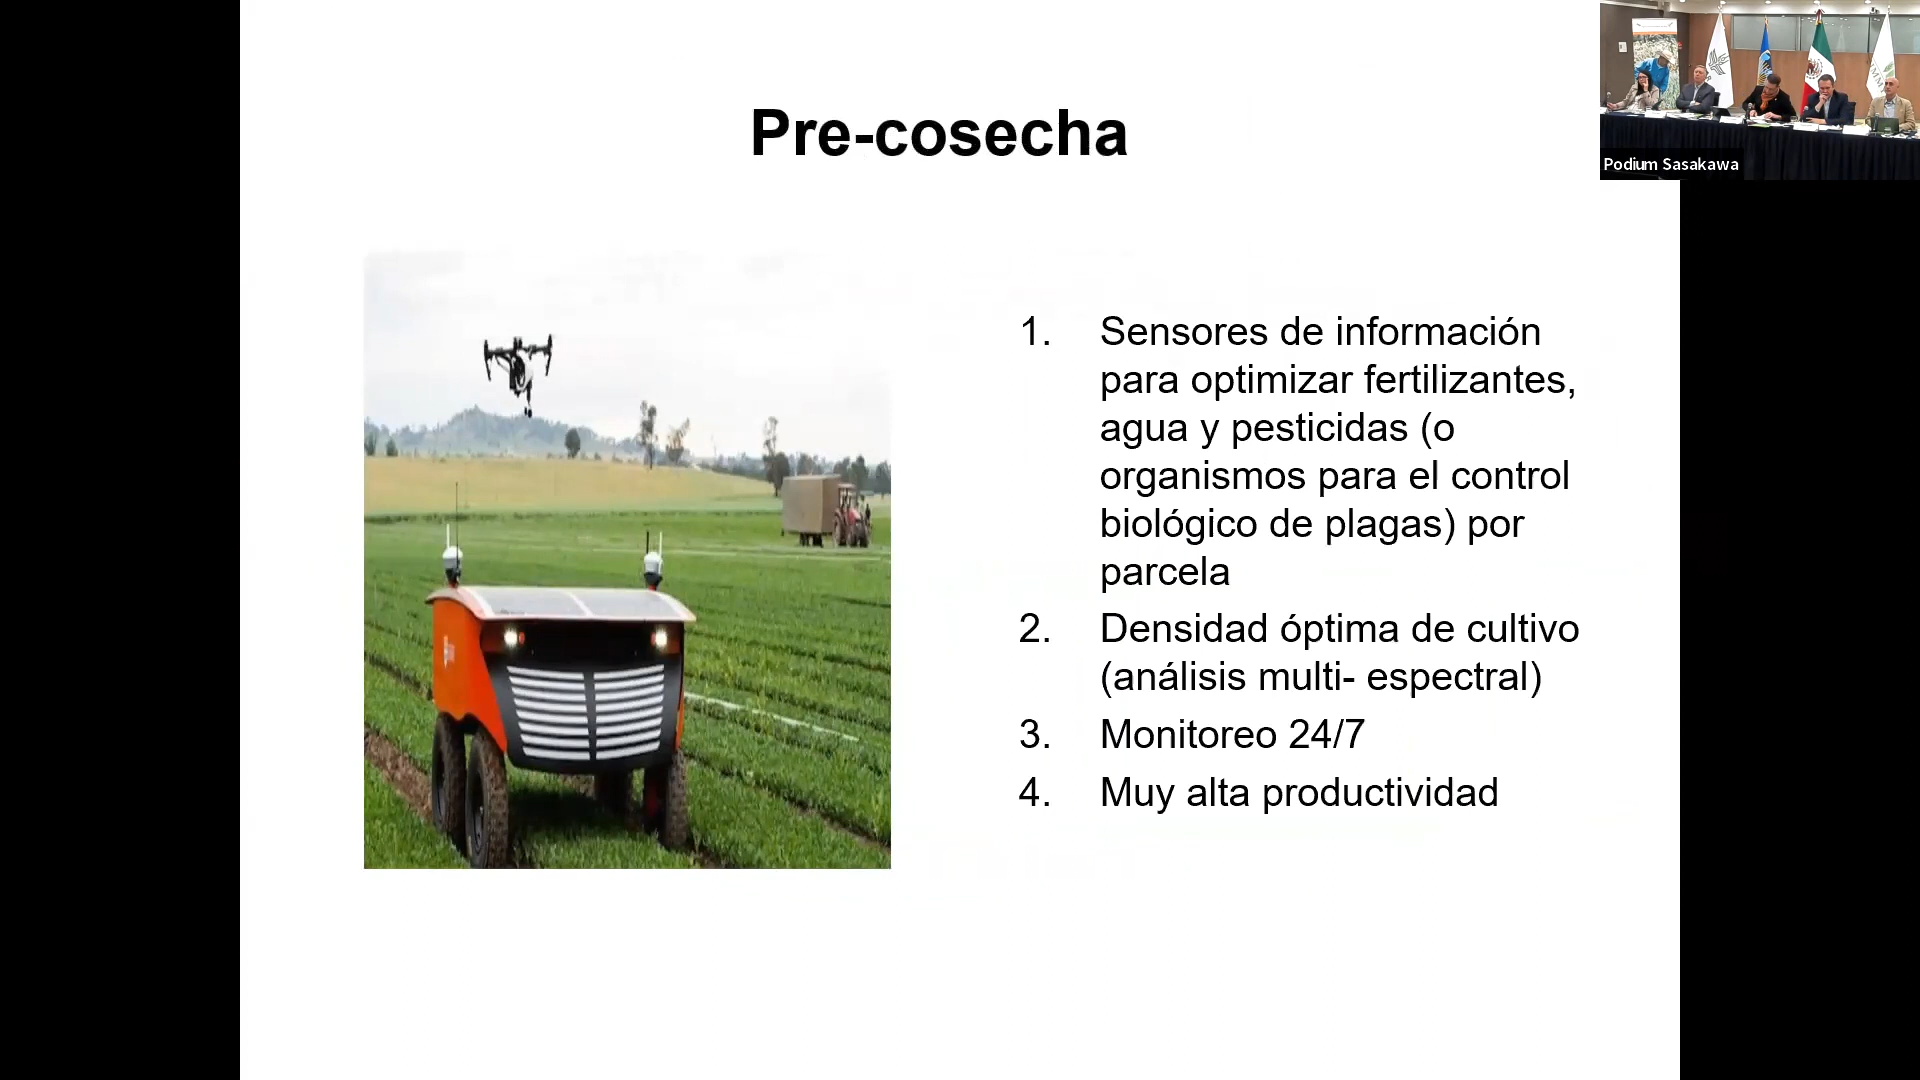 Pre-cosecha
Podium Sasakawa
1. Sensores de información
para optimizar fertilizantes,
agua y pesticidas (o
organismos para el control
biológico de plagas) por
parcela
2. Densidad óptima de cultivo
(análisis multi- espectral)
3. Monitoreo 24/7
4. Muy alta productividad